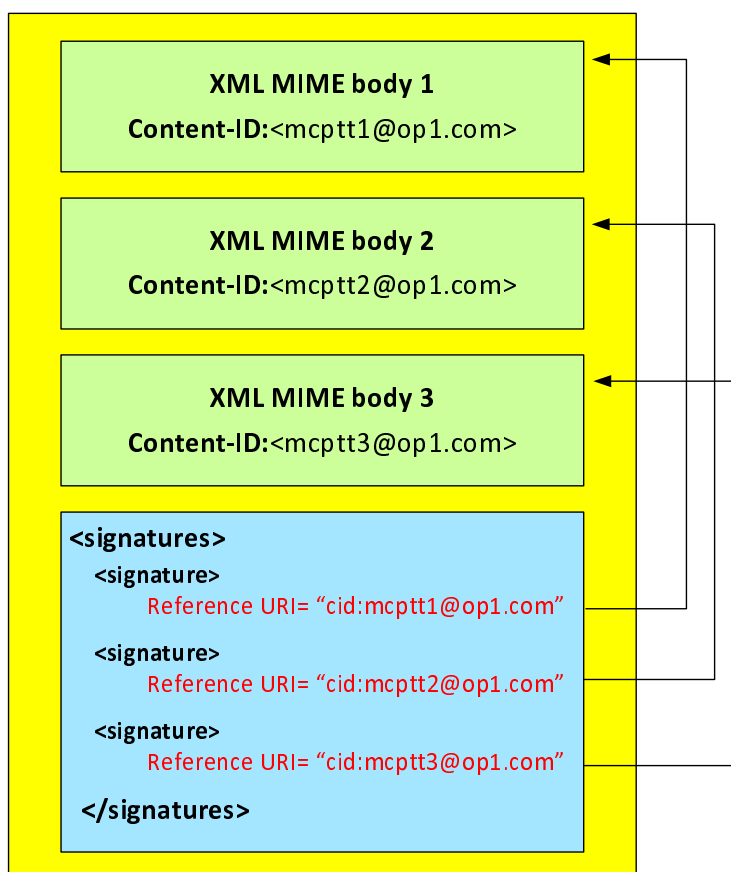 XML MIME body 1
Content-ID:<mcptt1@op1.com>
XML MIME body 2
Content-ID:<mcptt2@op1.com>
XML MIME body 3
Content-ID:<mcptt3@op1.com>
<signatures>
<signature>
Reference URI= “cid:mcptt1@op1.com”
<signature>
Reference URI= “cid:mcptt2@op1.com”
<signature>
Reference URI= “cid:mcptt3@op1.com”
</signatures>